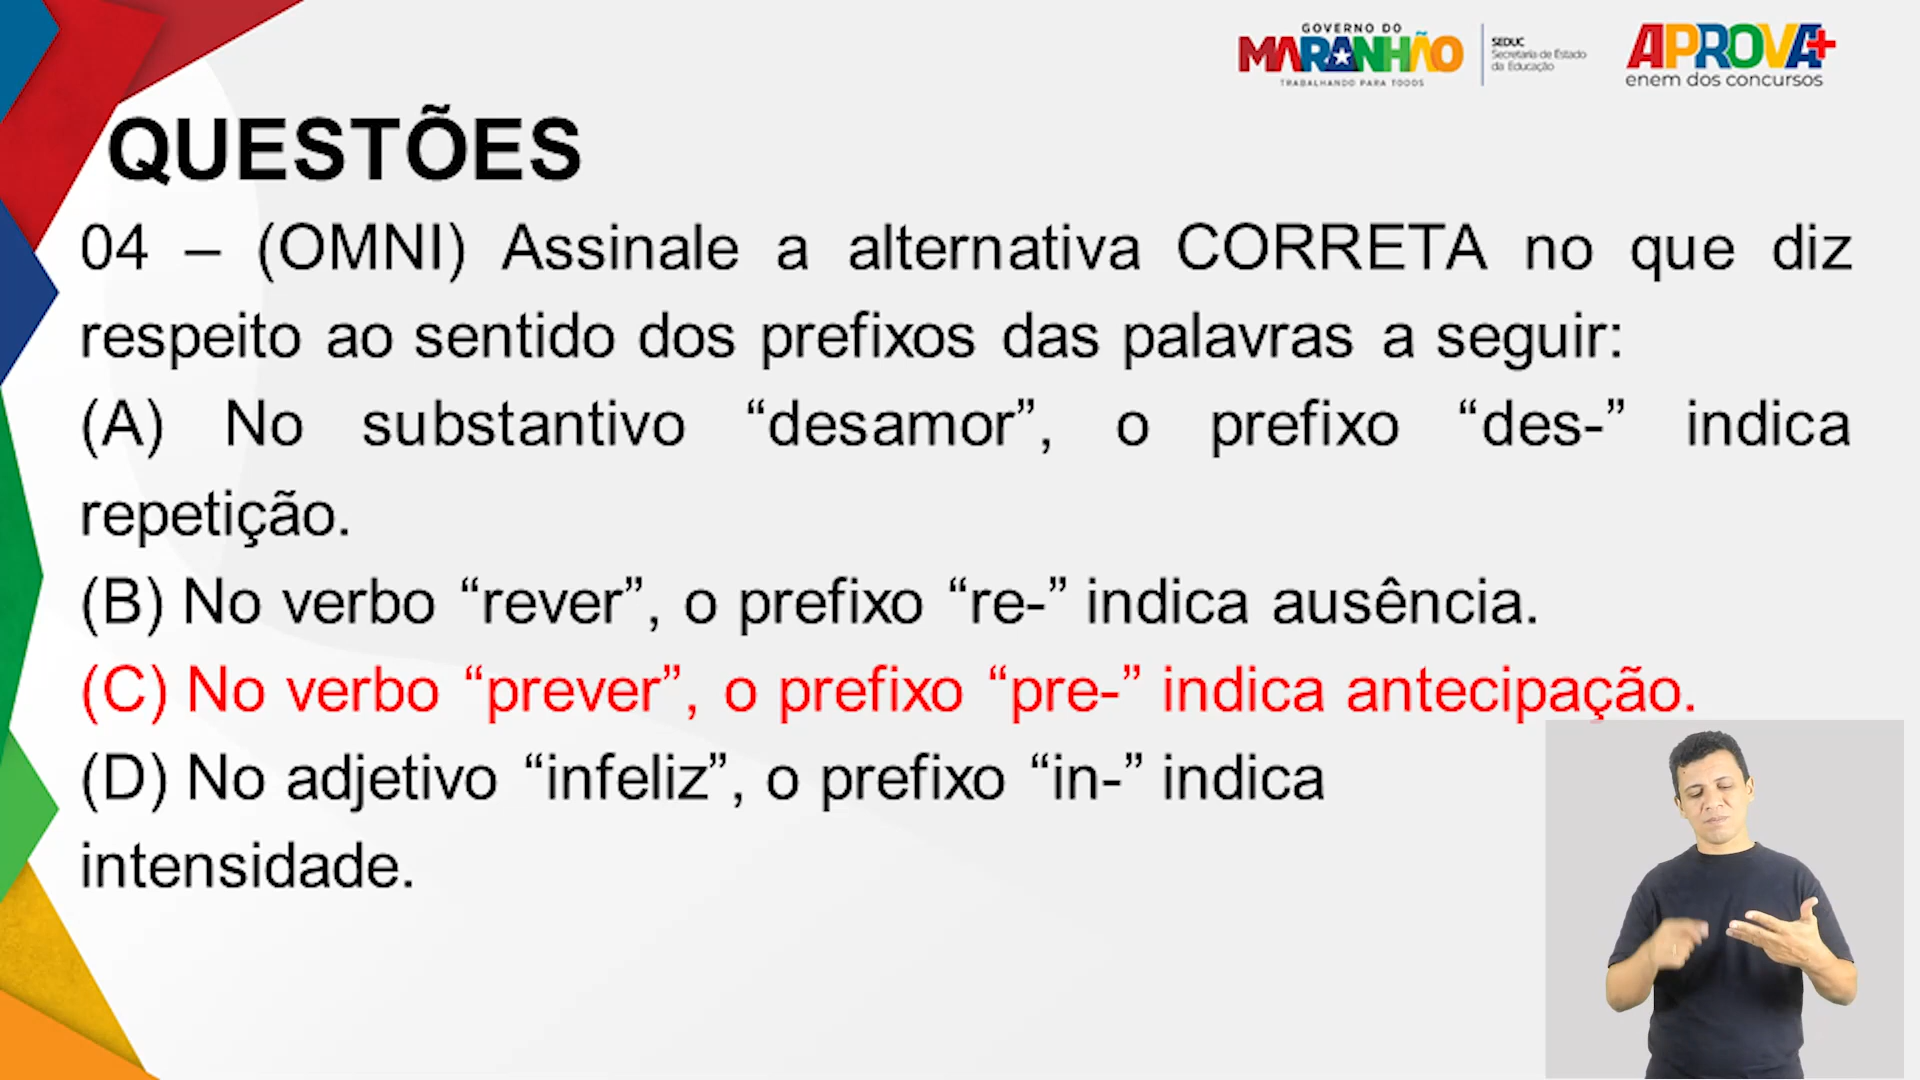 GOVERNO DO
MARANHÃO
TRABALHANDO PARA TODOS
SEDUC
Secretaria de Estado
da Educação
APROVA+
enem dos concursos
QUESTÕES
04 – (OMNI) Assinale a alternativa CORRETA no que diz
respeito ao sentido dos prefixos das palavras a seguir:
(A) No substantivo “desamor”, o prefixo “des-” indica
repetição.
(B) No verbo “rever”, o prefixo “re-” indica ausência.
(C) No verbo “prever”, o prefixo “pre-” indica antecipação.
(D) No adjetivo “infeliz”, o prefixo “in-” indica
intensidade.